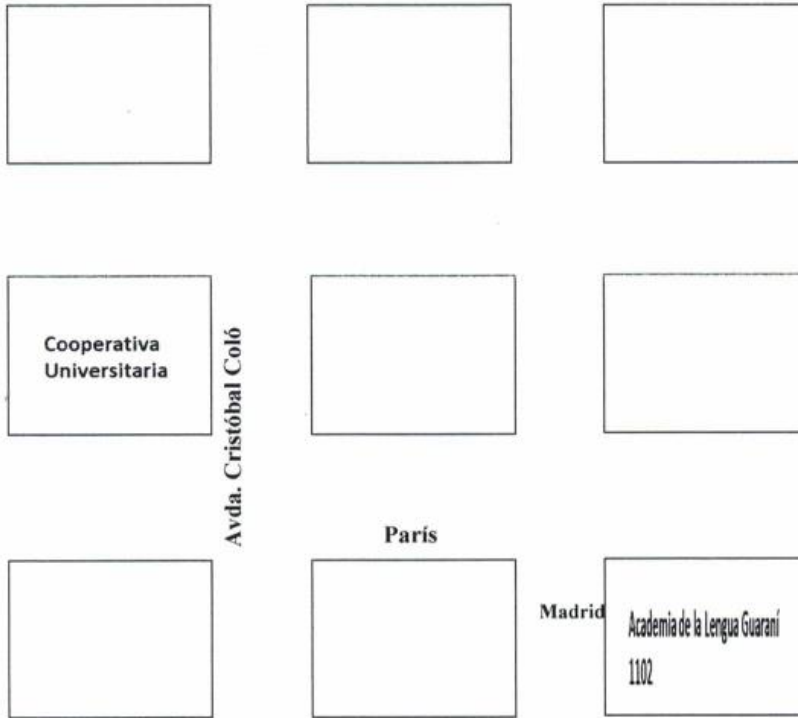 Cooperativa
Universitaria
Avda. Cristóbal Coló
París
Madrid
Academia de la Lengua Guaraní
1102